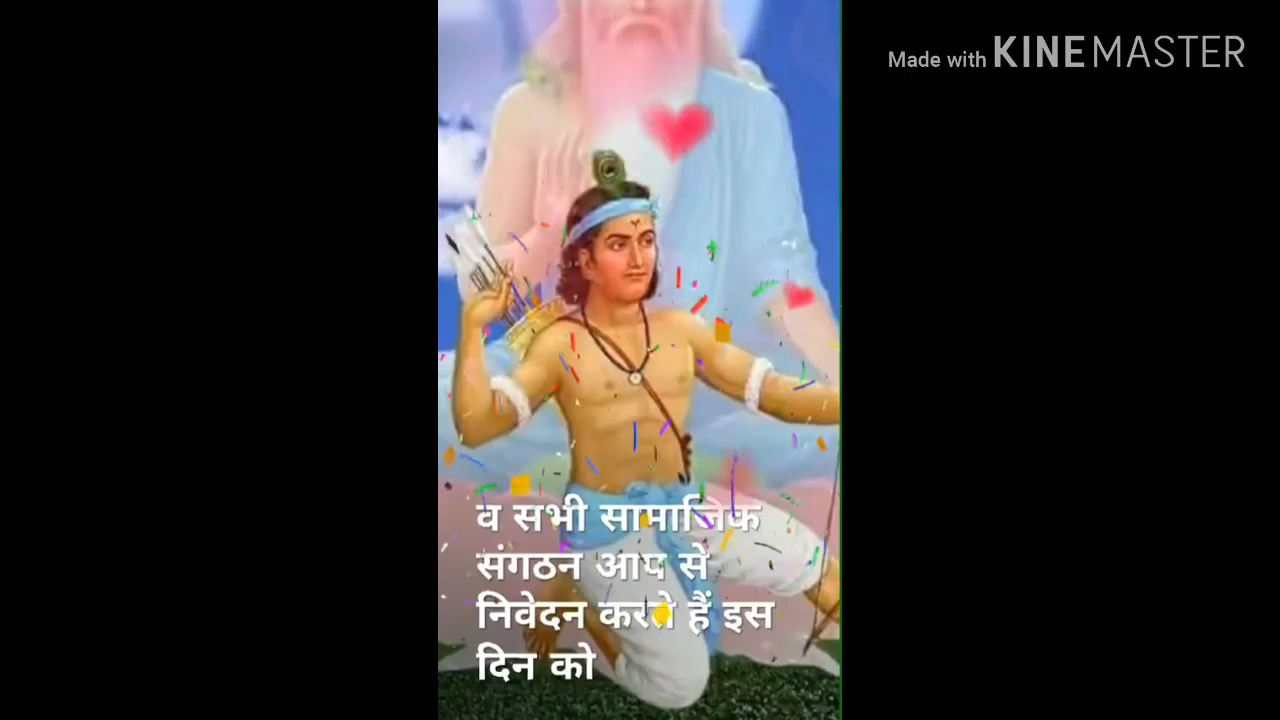 Made with KINEMASTER
व सभी सामाजिक
संगठन आप से
निवेदन करते हैं इस
दिन को